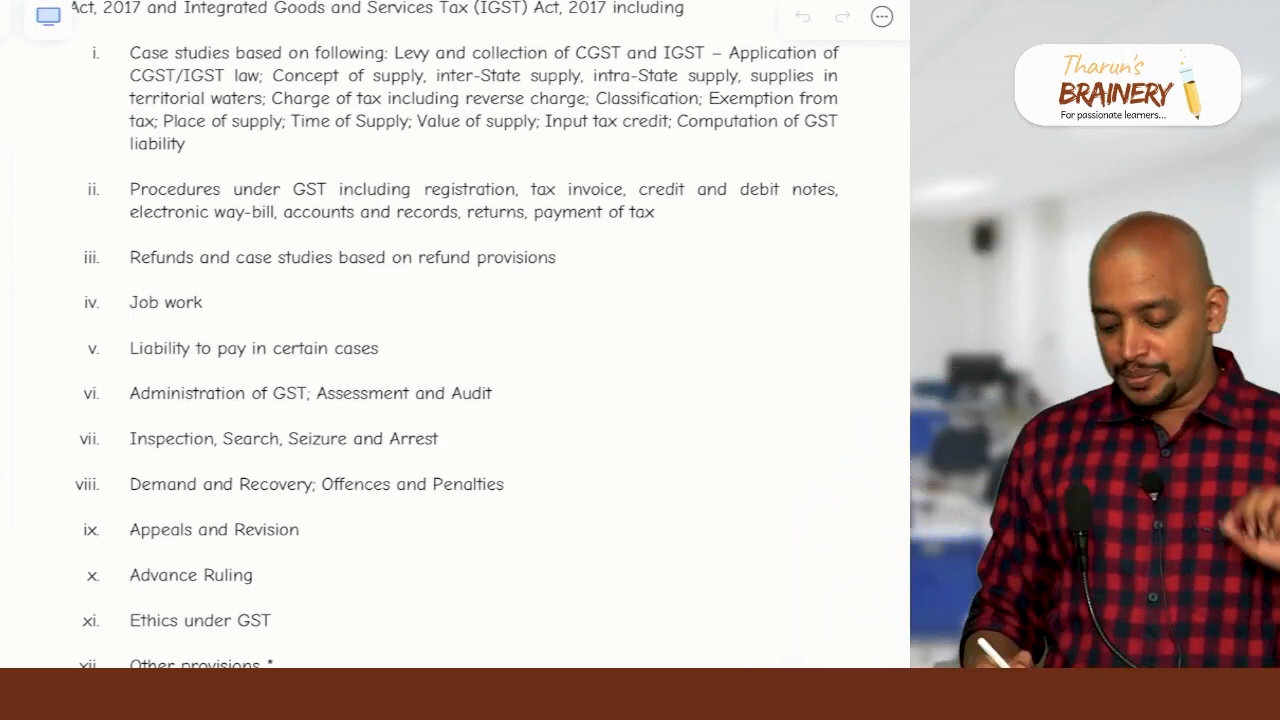 Act, 2017 and Integrated Goods and Services Tax (IGST) Act, 2017 including
i. Case studies based on following: Levy and collection of CGST and IGST – Application of
CGST/IGST law; Concept of supply, inter-State supply, intra-State supply, supplies in
territorial waters; Charge of tax including reverse charge; Classification; Exemption from
tax; Place of supply; Time of Supply; Value of supply; Input tax credit; Computation of GST
liability
ii. Procedures under GST including registration, tax invoice, credit and debit notes,
electronic way-bill, accounts and records, returns, payment of tax
iii. Refunds and case studies based on refund provisions
iv. Job work
v. Liability to pay in certain cases
vi. Administration of GST; Assessment and Audit
vii. Inspection, Search, Seizure and Arrest
viii. Demand and Recovery; Offences and Penalties
ix. Appeals and Revision
x. Advance Ruling
xi. Ethics under GST
xii. Other provisions *
Tharun's
BRAINERY
For passionate learners...